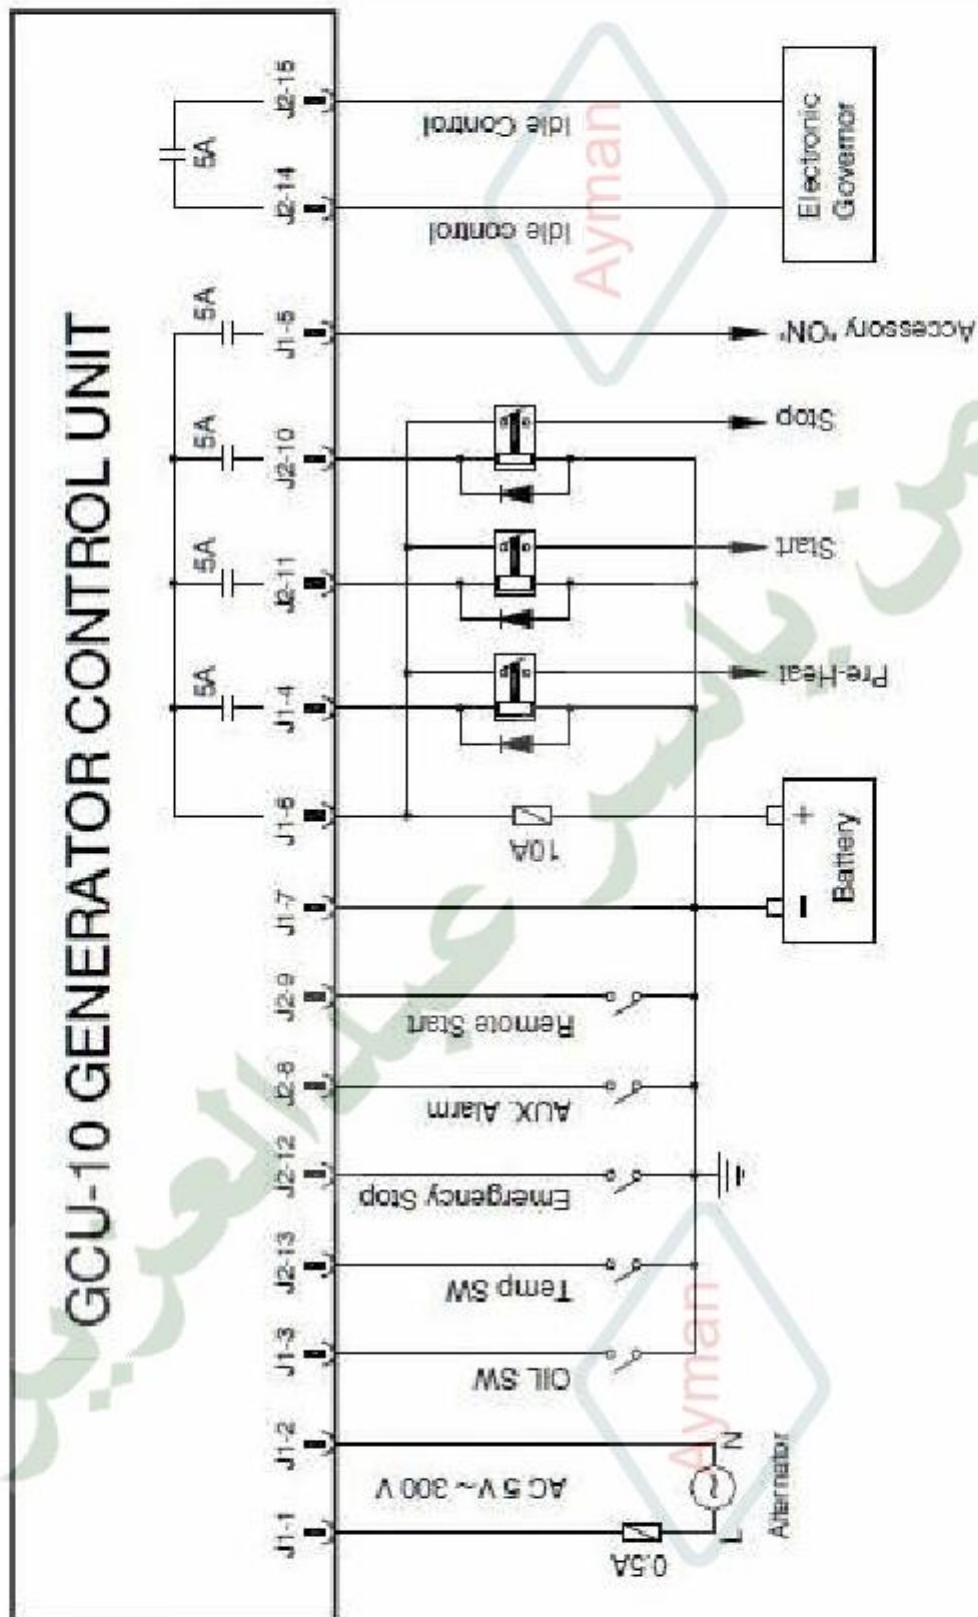 GCU-10 GENERATOR CONTROL UNIT
5A
5A
5A
5A
5A
J1-1
J1-2
J1-3
J2-13
J2-12
J2-8
J2-9
J1-7
J1-6
J1-4
J2-11
J2-10
J1-5
J2-14
J2-15
AC 5 V ~ 300 V
OIL SW
Temp SW
Emergency Stop
AUX. Alarm
Remote Start
Idle control
Idle Control
0.5A
10A
L
N
Alternator
-
+
Battery
Pre-Heat
Start
Stop
Accessory "ON"
Electronic
Governor
Ayman
Ayman
ياسر